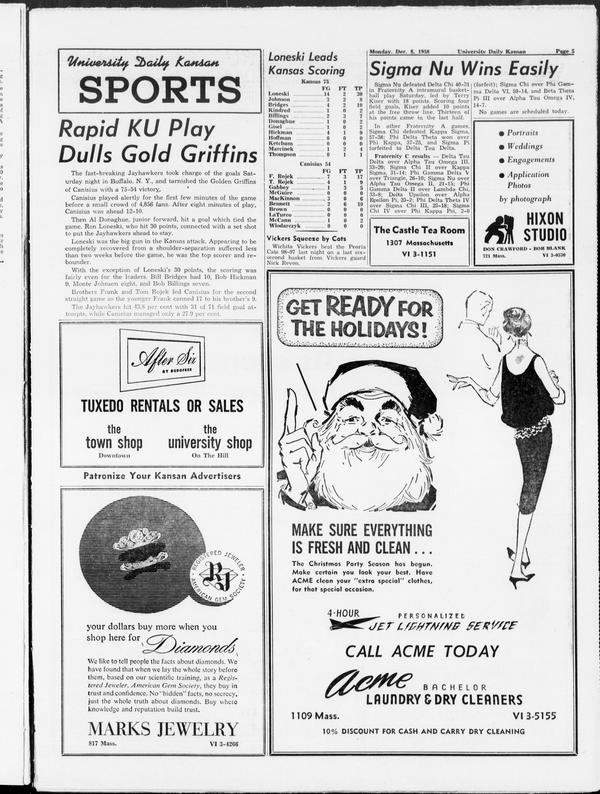 Monday, Dec. 8, 1958 University Daily Kansan Page 5
University Daily Kansan
SPORTS
Rapid KU Play
Dulls Gold Griffins
The fast-breaking Jayhawkers took charge of the goals Sat-
urday night in Buffalo, N. Y., and tarnished the Golden Griffins
of Canisius with a 75-54 victory,
Canisius played alertly for the first few minutes of the game
before a small crowd of 4,856 fans. After eight minutes of play,
Canisius was ahead 12-10.
Then Al Donaghue, junior forward, hit a goal which tied the
game. Ron Loneski, who hit 30 points, connected with a set shot
to put the Jayhawkers ahead to stay.
Loneski was the big gun in the Kansas attack. Appearing to be
completely recovered from a shoulder-separation suffered less
than two weeks before the game, he was the top scorer and re-
bounder.
With the exception of Loneski's 30 points, the scoring was
fairly even for the leaders. Bill Bridges had 10, Bob Hickman
9, Monte Johnson eight, and Bob Billings seven.
Brothers Frank and Tom Rojek led Canisius for the second
straight game as the younger Frank canned 17 to his brother's 9.
The Jayhawkers hit 43.8 per cent with 31 of 71 field goal at-
tempts, while Canisius managed only a 27.9 per cent.
After Six
BY RUDOFKER
TUXEDO RENTALS OR SALES
the
town shop
Downtown
the
university shop
On The Hill
Patronize Your Kansan Advertisers
REGISTERED JEWELER
RJ
AMERICAN GEM SOCIETY
your dollars buy more when you
shop here for Diamonds
We like to tell people the facts about diamonds. We
have found that when we lay the whole story before
them, based on our scientific training, as a Regis-
tered Jeweler, American Gem Society, they buy in
trust and confidence. No "hidden" facts, no secrecy,
just the whole truth about diamonds. Buy where
knowledge and reputation build trust.
MARKS JEWELRY
817 Mass. VI 3-4266
Loneski Leads
Kansas Scoring
Kansas 75
FG FT TP
Loneski 14 2 30
Johnson 3 2 8
Bridges 4 2 10
Kindred 1 0 2
Billings 2 3 7
Donaghue 1 0 2
Gisel 1 0 2
Hickman 4 1 9
Hoffman 0 0 0
Ketchum 0 0 0
Marcinek 1 2 4
Thompson 0 1 1
Canisius 54
FG FT TP
F. Rojek 7 3 17
Gabbey
McGuire 0 0 0
MacKinnon 3 0 6
Bennett 2 6 10
Brown 0 0 0
LaTurco 0 0 0
McCann 1 0 2
Wlodarczyk 0 0 0
Vickers Squeeze by Cats
Wichita Vickers beat the Peoria
Cats 98-97 last night on a last six-
second basket from Vickers guard
Nick Revon.
Sigma Nu Wins Easily
Sigma Nu defeated Delta Chi 40-21
in Fraternity A intramural basket-
ball play Saturday, led by Terry
Kiser with 18 points. Scoring four
field goals, Kiser added 10 points
at the free throw line. Thirteen of
his points came in the last half.
In other Fraternity A games,
Sigma Chi defeated Kappa Sigma,
57-38; Phi Delta Theta won over
Phi Kappa, 37-25, and Sigma Pi
forfeited to Delta Tau Delta.
Fraternity C results — Delta Tau
Delta over Alpha Tau Omega III,
35-29; Sigma Chi II over Kappa
Sigma, 31-14; Phi Gamma Delta V
over Triangle, 26-10; Sigma Nu over
Alpha Tau Omega II, 21-15; Phi
Gamma Delta II over Lambda Chi,
Delta Upsilon over Alpha
Epsilon Pi, Phi Delta Theta IV
over Sigma Chi III, 25-18; Sigma
Chi IV over Phi Kappa Psi, 2-0
(forfeit); Sigma Chi over Phi Gam-
ma Delta VI, 50-14, and Beta Theta
Pi III over Alpha Tau Omega IV,
14-7.
No games are scheduled today.
The Castle Tea Room
1307 Massachusetts
VI 3-1151
• Portraits
• Weddings
• Engagements
• Application
Photos
by photograph
HIXON
STUDIO
DON CRAWFORD - BOB BLANK
721 Mass. VI 3-0330
GET READY FOR
THE HOLIDAYS!
MAKE SURE EVERYTHING
IS FRESH AND CLEAN . . .
The Christmas Party Season has begun.
Make certain you look your best. Have
ACME clean your "extra special" clothes,
for that special occasion.
4-HOUR PERSONALIZED
JET LIGHTNING SERVICE
CALL ACME TODAY
Acme BACHELOR
LAUNDRY & DRY CLEANERS
1109 Mass. VI 3-5155
10% DISCOUNT FOR CASH AND CARRY DRY CLEANING